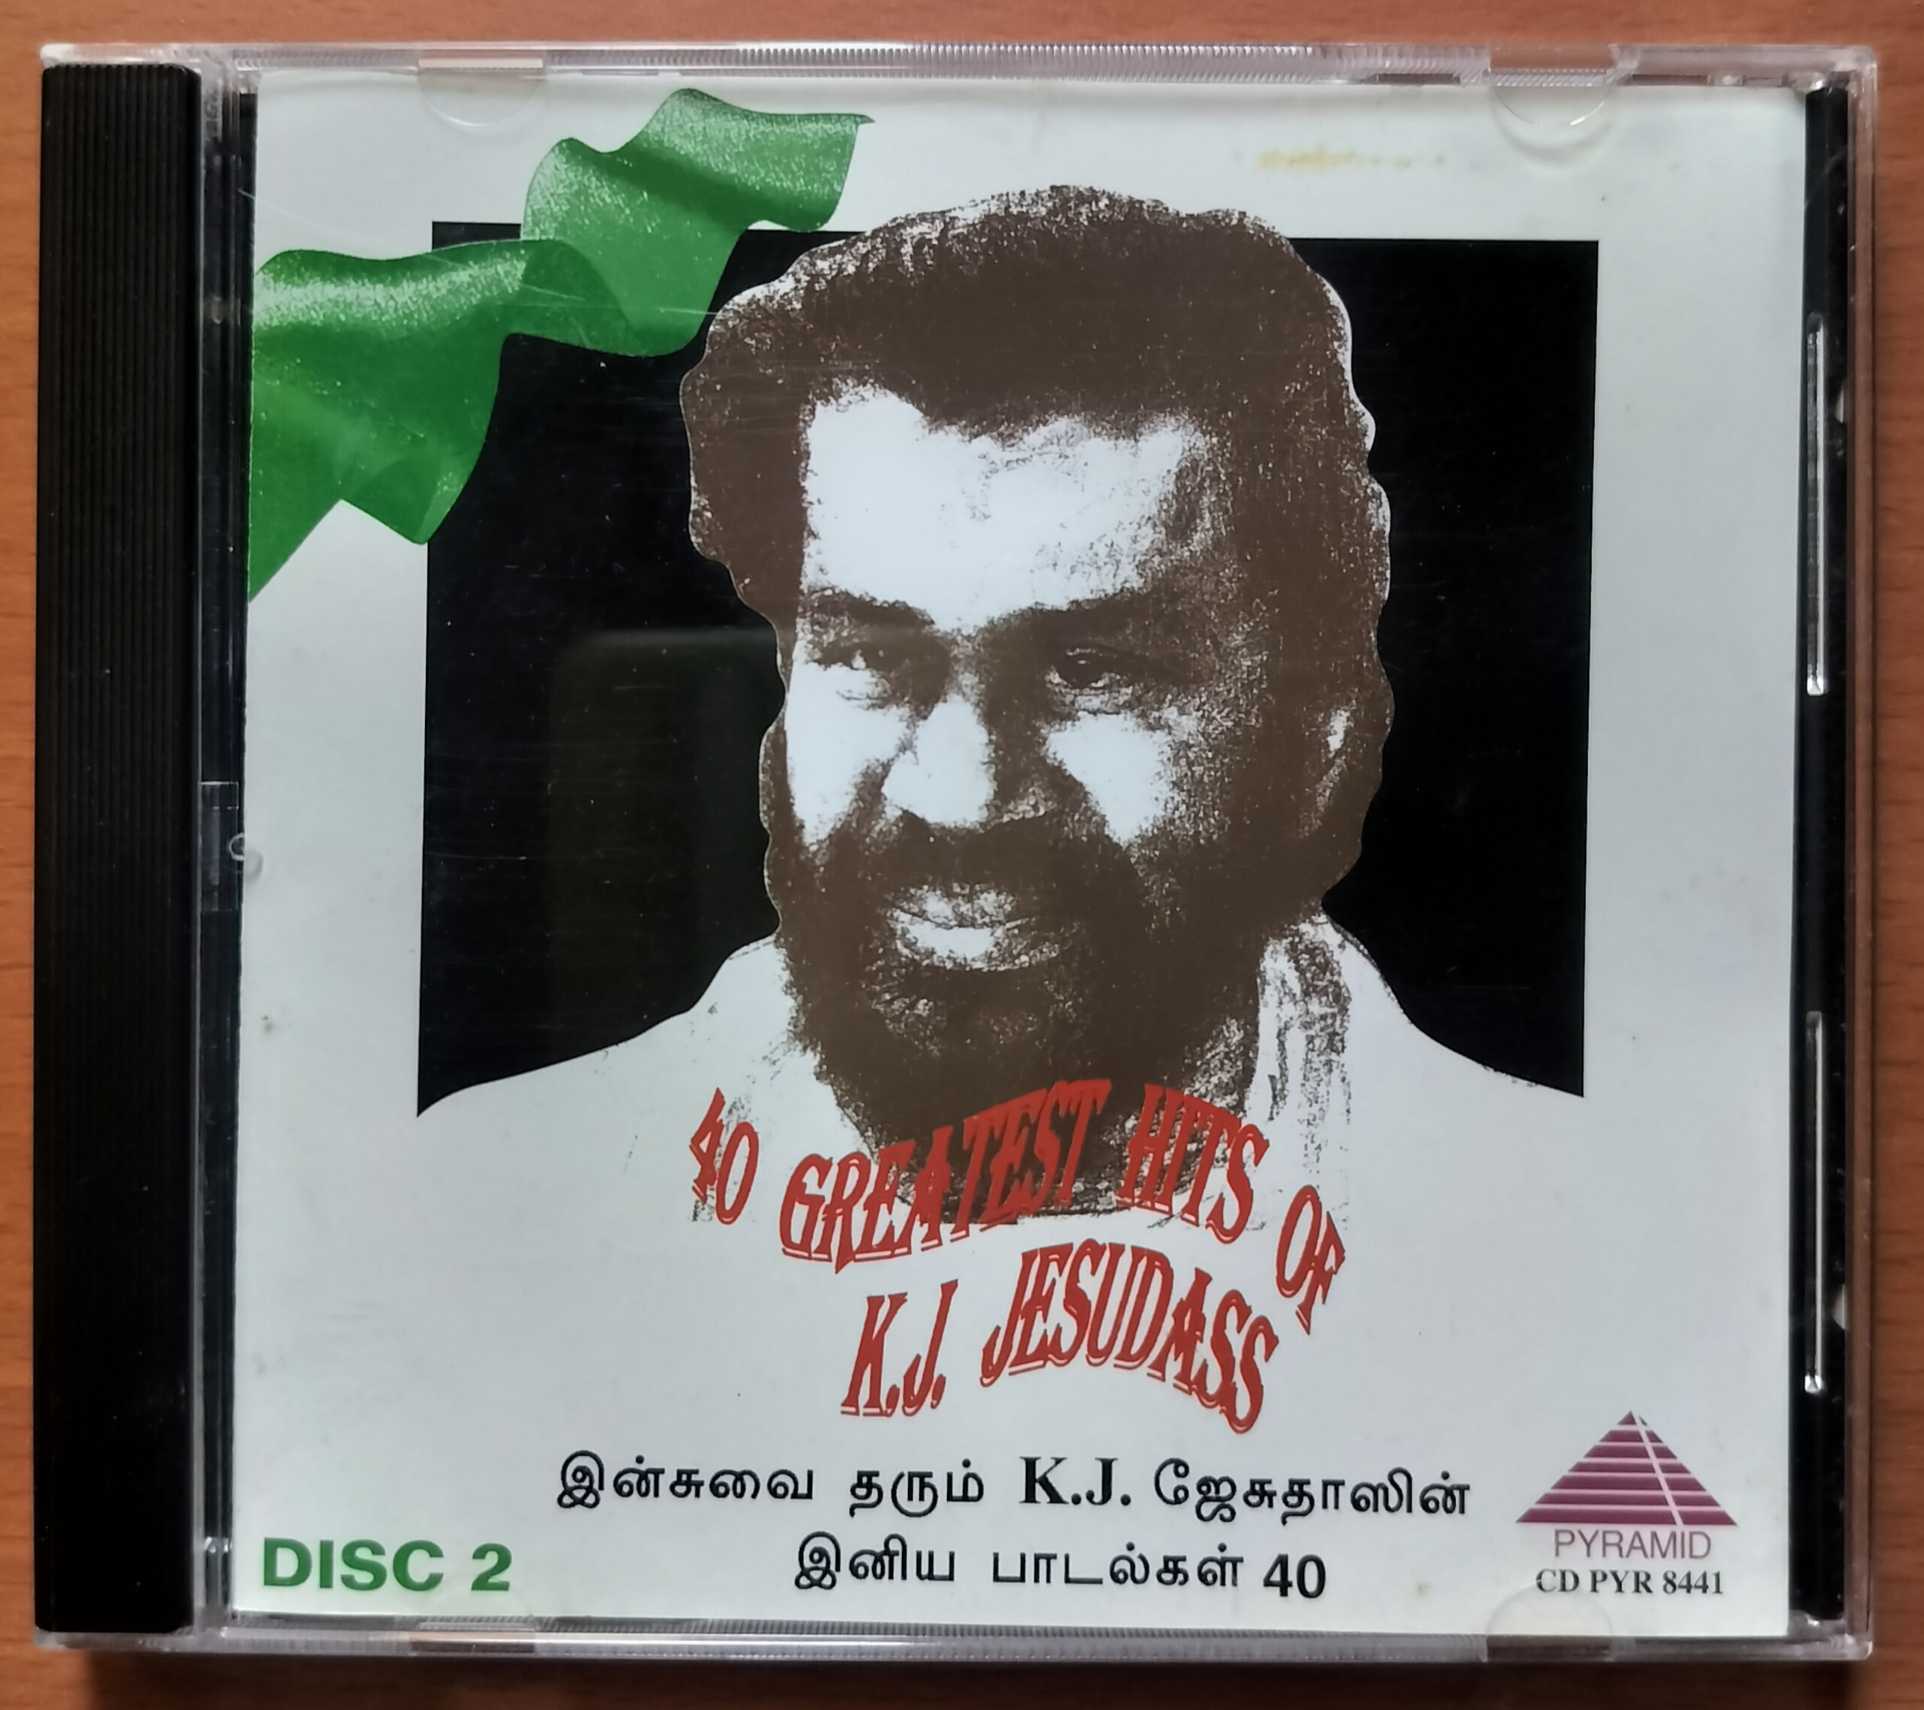 40 GREATEST HITS OF
K.J. JESUDASS
இன்சுவை தரும் K.J. ஜேசுதாஸின்
இனிய பாடல்கள் 40
DISC 2
PYRAMID
CD PYR 8441